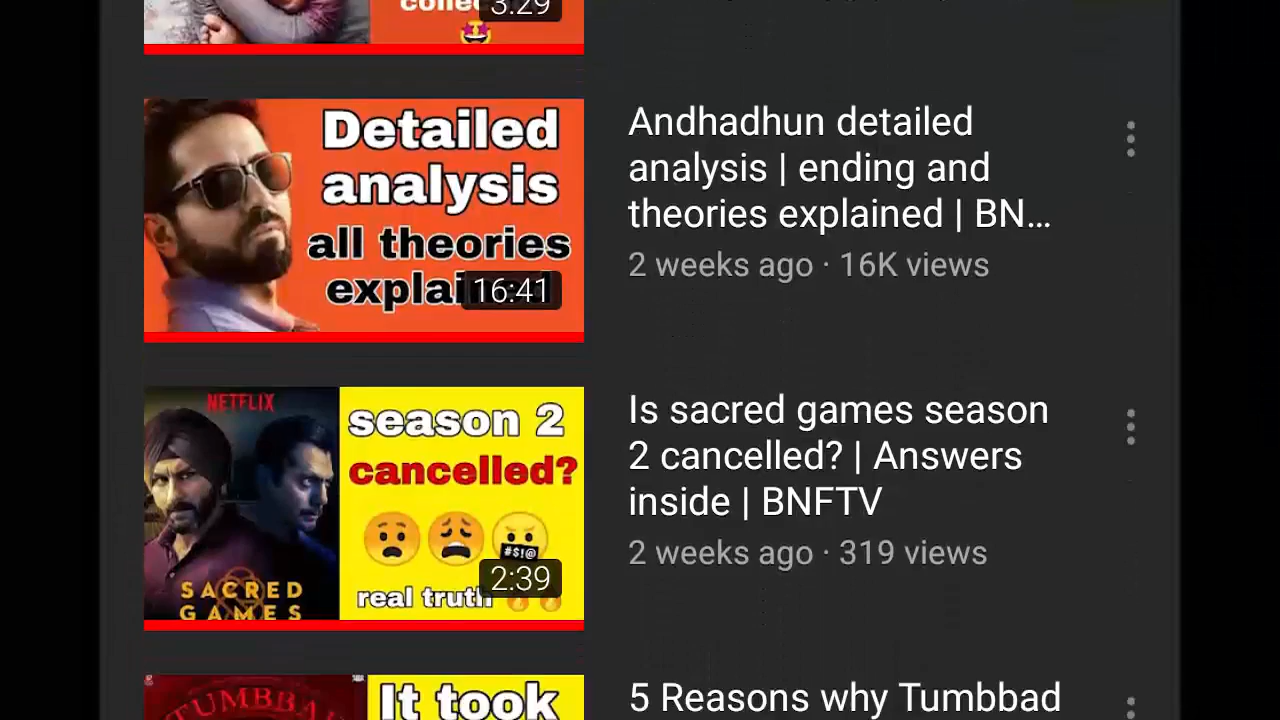 3:29
Detailed
analysis
all theories
16:41
Andhadhun detailed
analysis | ending and
theories explained | BN...
2 weeks ago · 16K views
NETFLIX
SACRED
GAMES
season 2
cancelled?
#$!@
real truth
2:39
Is sacred games season
2 cancelled? | Answers
inside | BNFTV
2 weeks ago · 319 views
It took
5 Reasons why Tumbbad